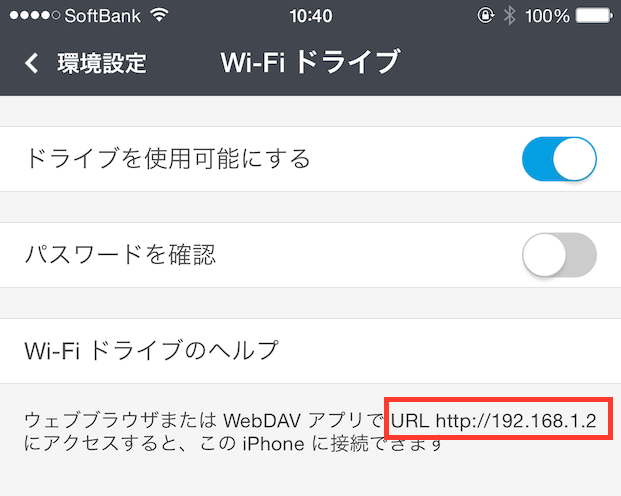 SoftBank 10:40 100%
環境設定 Wi-Fi ドライブ
ドライブを使用可能にする
パスワードを確認
Wi-Fi ドライブのヘルプ
ウェブブラウザまたは WebDAV アプリで URL http://192.168.1.2
にアクセスすると、この iPhone に接続できます